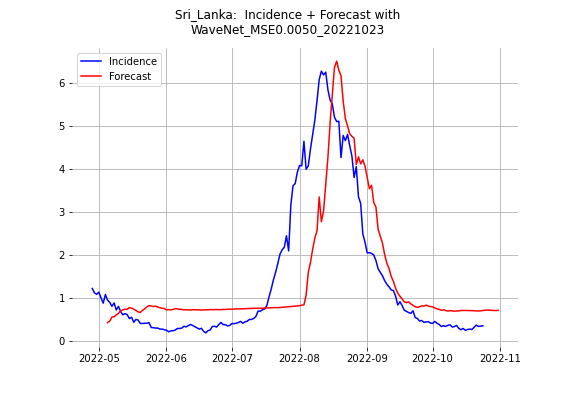 Sri_Lanka:  Incidence + Forecast with
WaveNet_MSE0.0050_20221023
Incidence
Forecast
6
5
4
3
2
1
0
2022-05 2022-06 2022-07 2022-08 2022-09 2022-10 2022-11